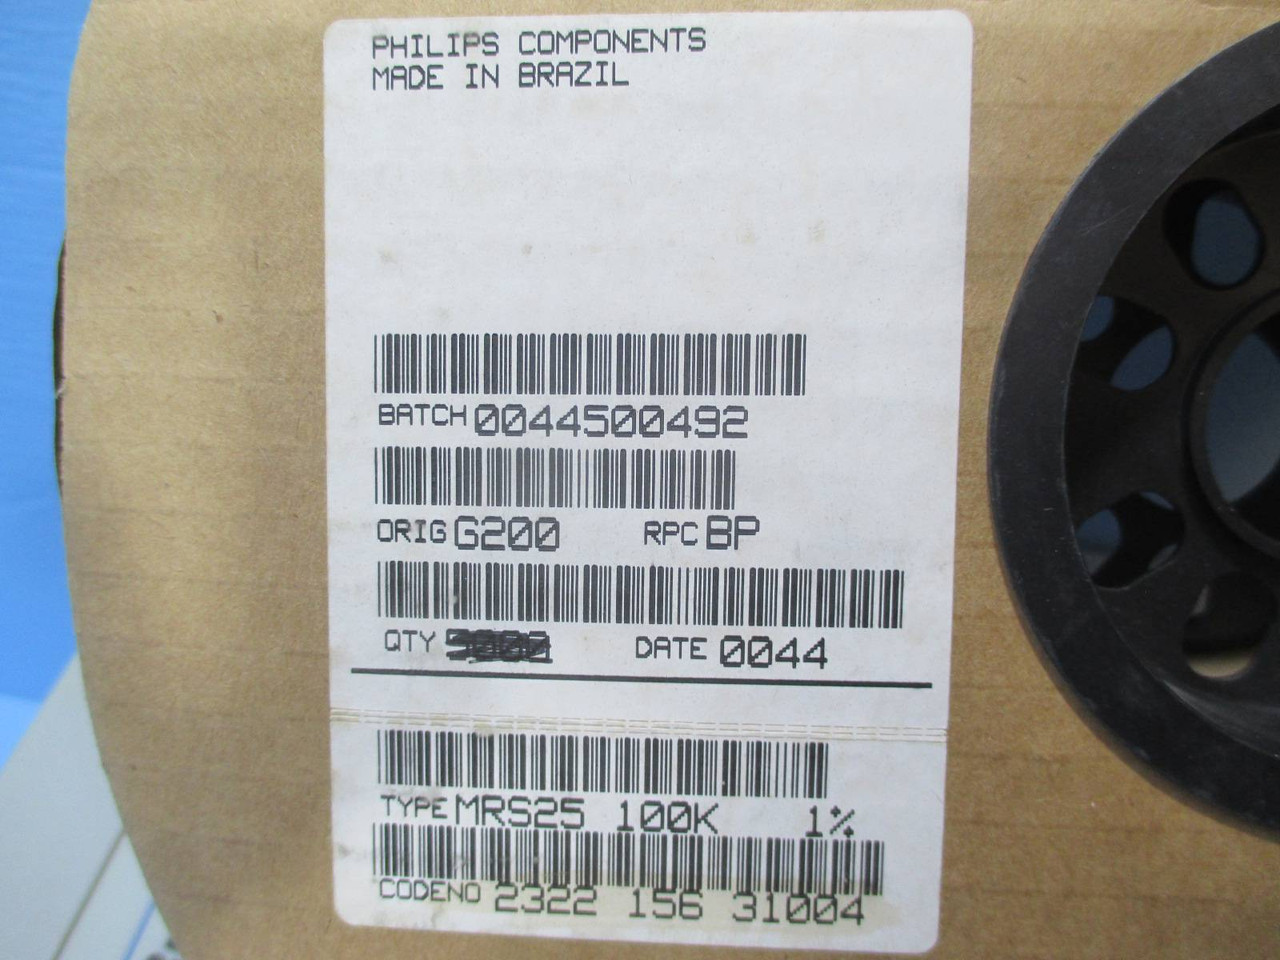 PHILIPS COMPONENTS
MADE IN BRAZIL
BATCH 0044500492
ORIG G200 RPC BP
QTY DATE 0044
TYPE MRS25 100K 1%
CODENO 2322 156 31004